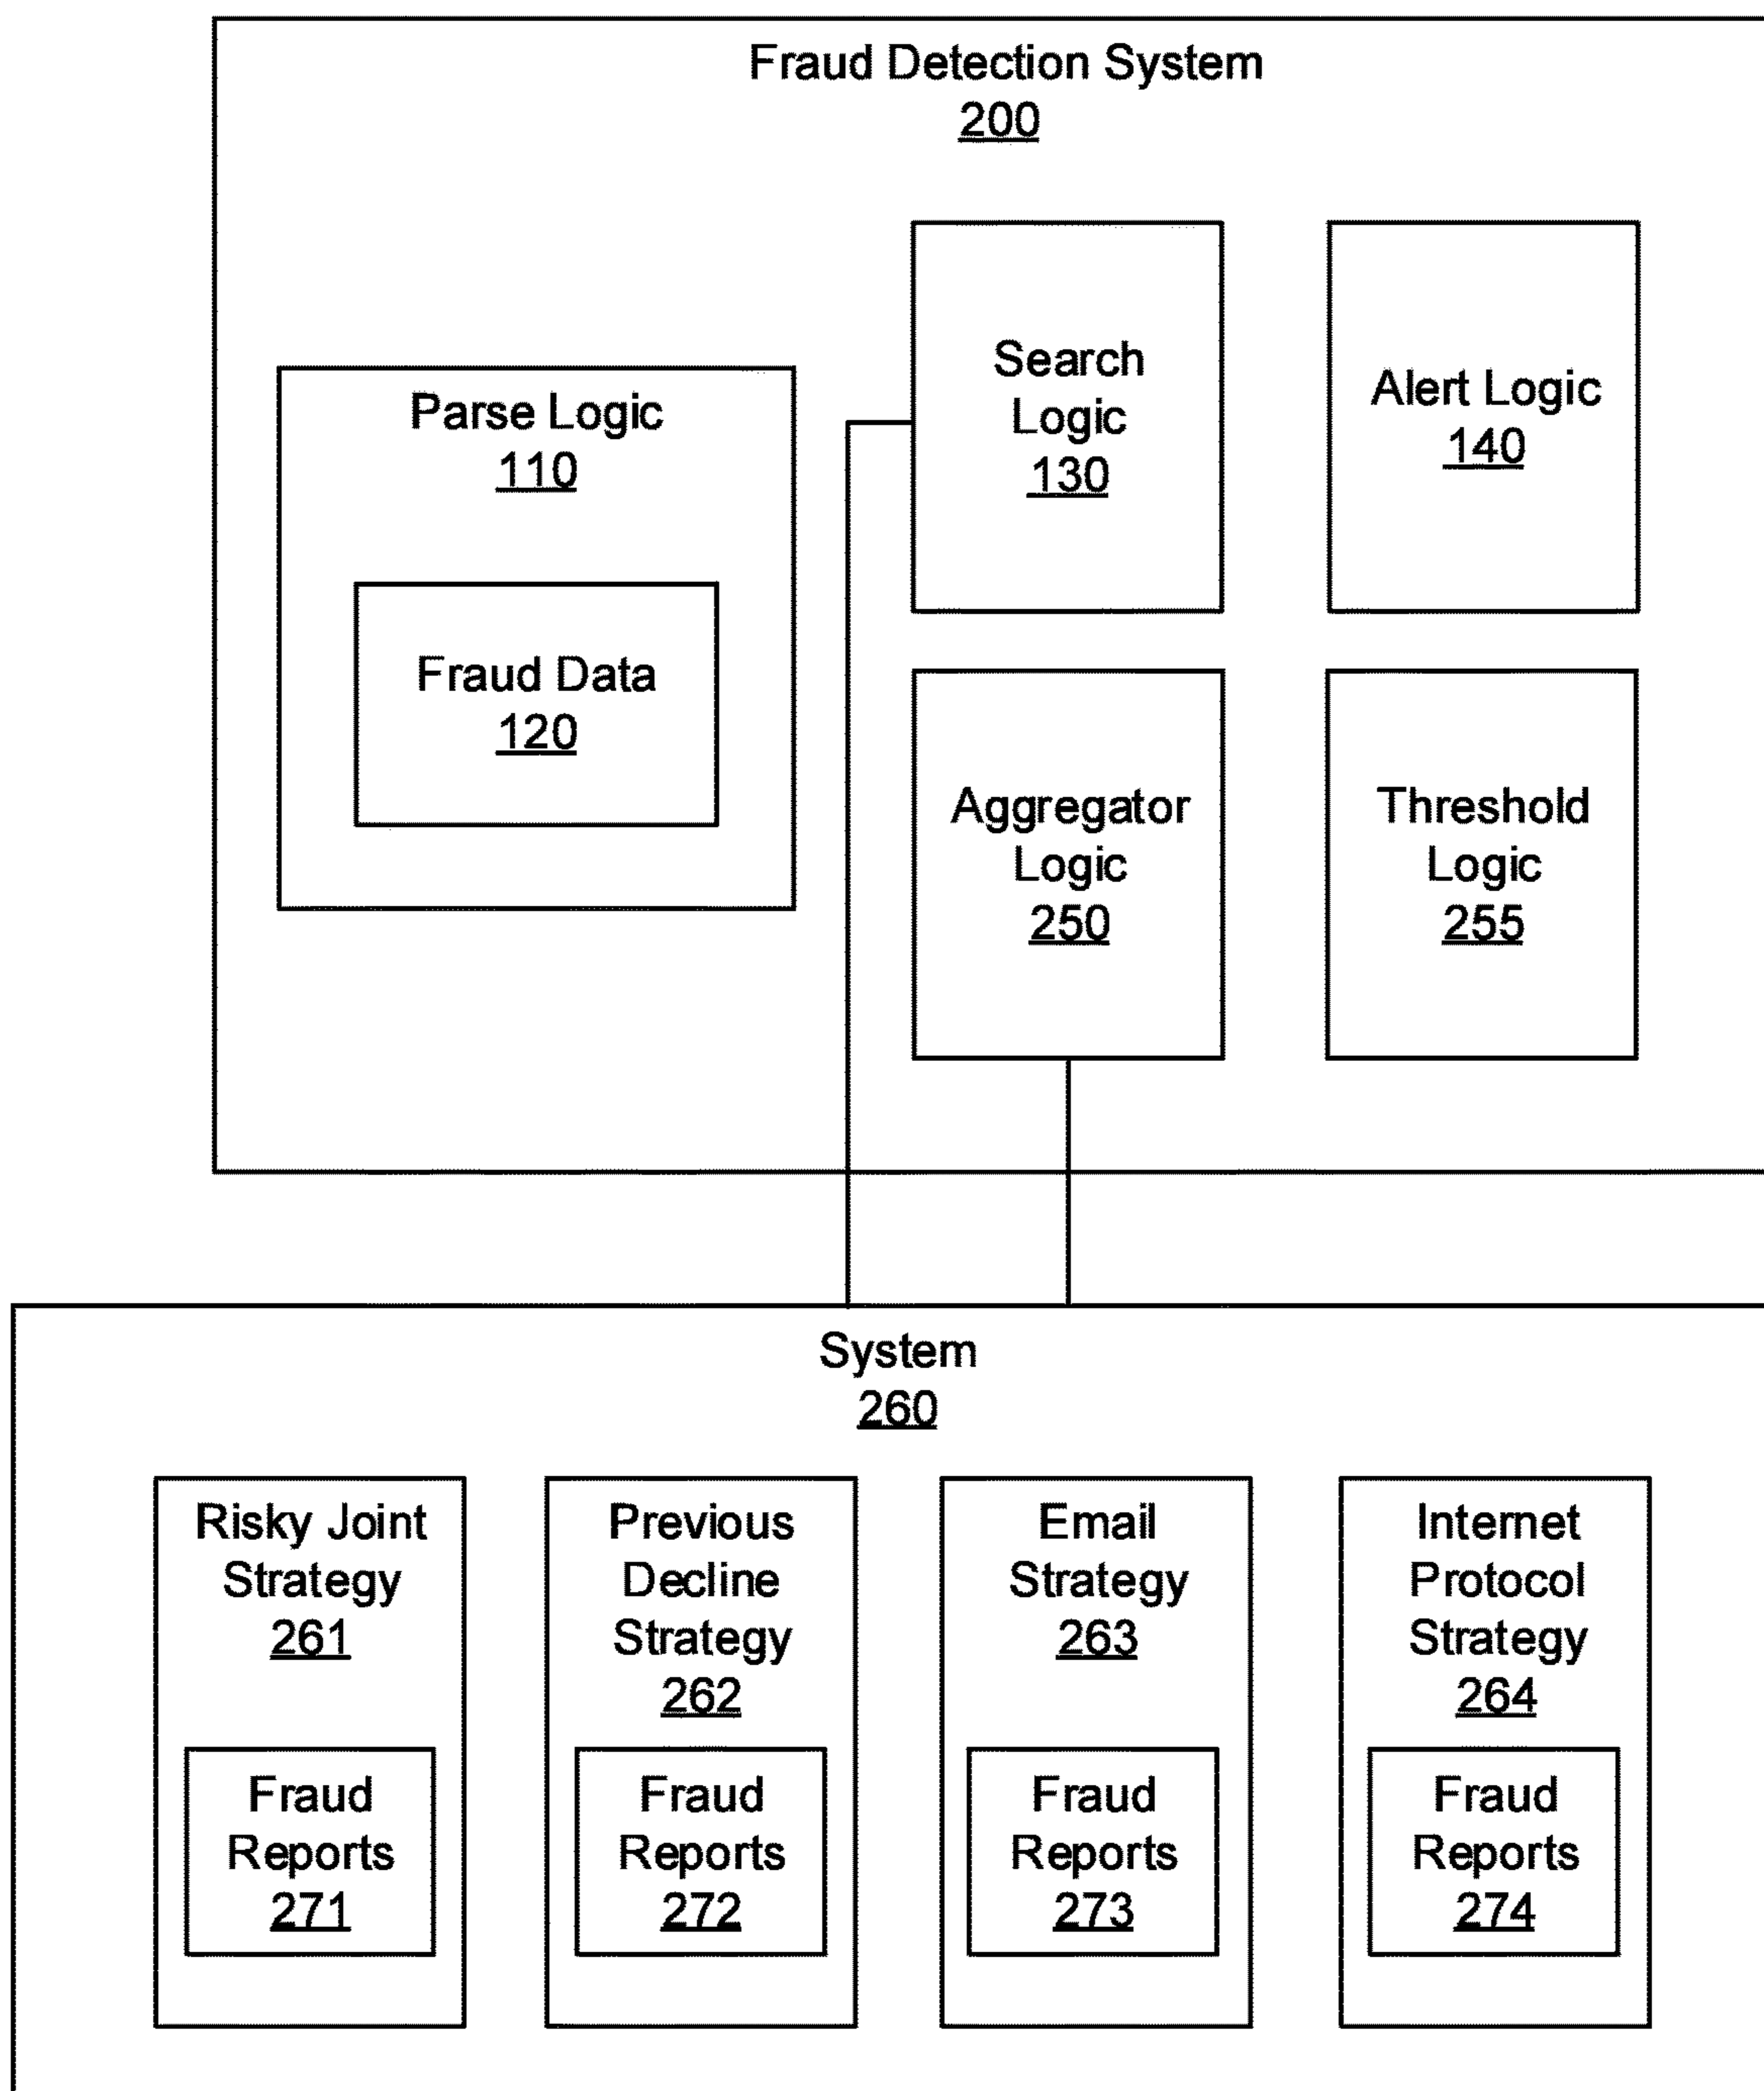 Fraud Detection System
200
Parse Logic
110
Fraud Data
120
Search
Logic
130
Alert Logic
140
Aggregator
Logic
250
Threshold
Logic
255
System
260
Risky Joint
Strategy
261
Fraud
Reports
271
Previous
Decline
Strategy
262
Fraud
Reports
272
Email
Strategy
263
Fraud
Reports
273
Internet
Protocol
Strategy
264
Fraud
Reports
274